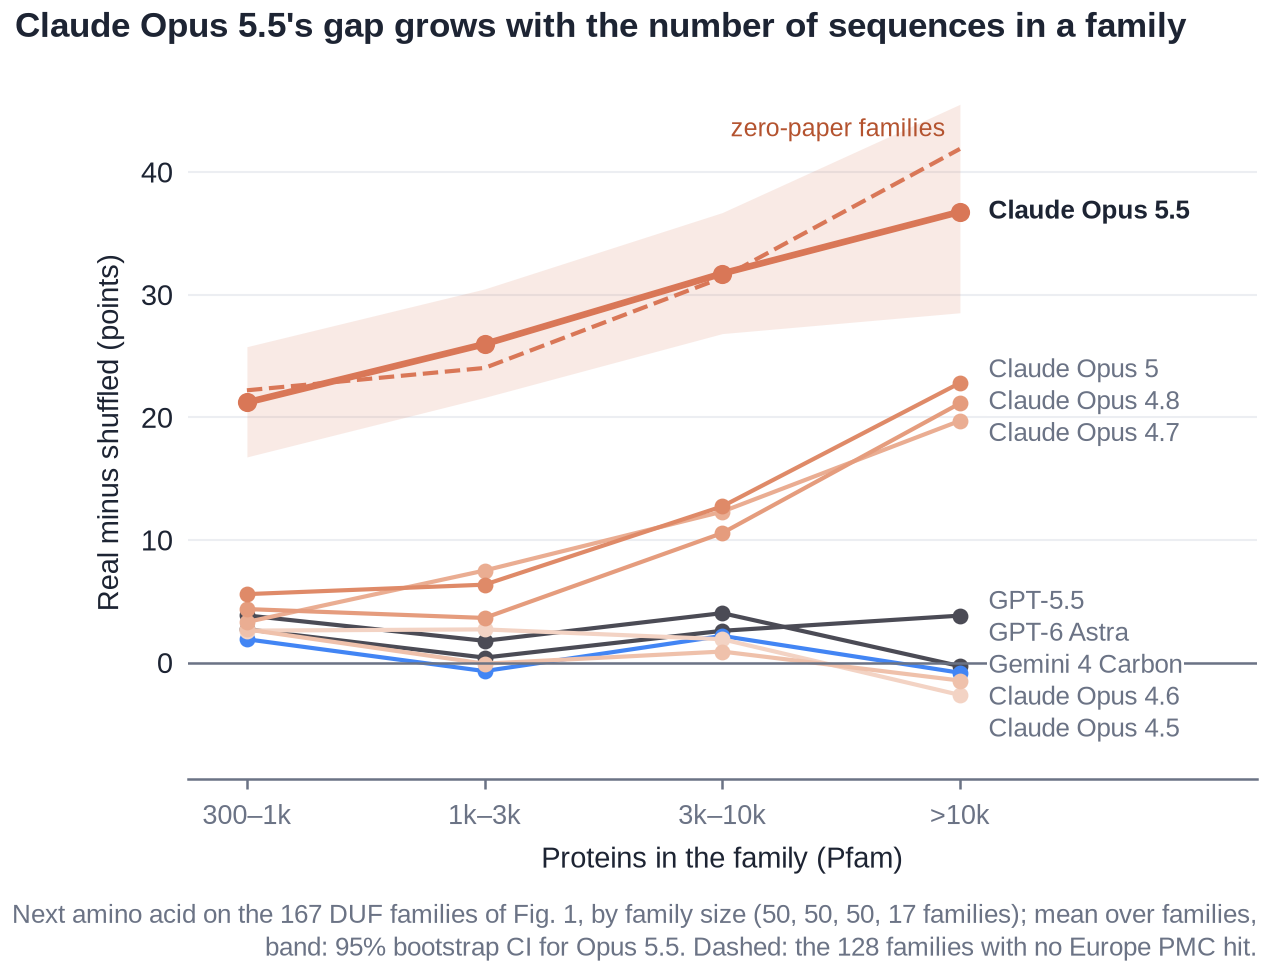 Claude Opus 5.5's gap grows with the number of sequences in a family
zero-paper families
40
30
20
10
0
Real minus shuffled (points)
Claude Opus 5.5
Claude Opus 5
Claude Opus 4.8
Claude Opus 4.7
GPT-5.5
GPT-6 Astra
Gemini 4 Carbon
Claude Opus 4.6
Claude Opus 4.5
300–1k
1k–3k
3k–10k
>10k
Proteins in the family (Pfam)
Next amino acid on the 167 DUF families of Fig. 1, by family size (50, 50, 50, 17 families); mean over families,
band: 95% bootstrap CI for Opus 5.5. Dashed: the 128 families with no Europe PMC hit.